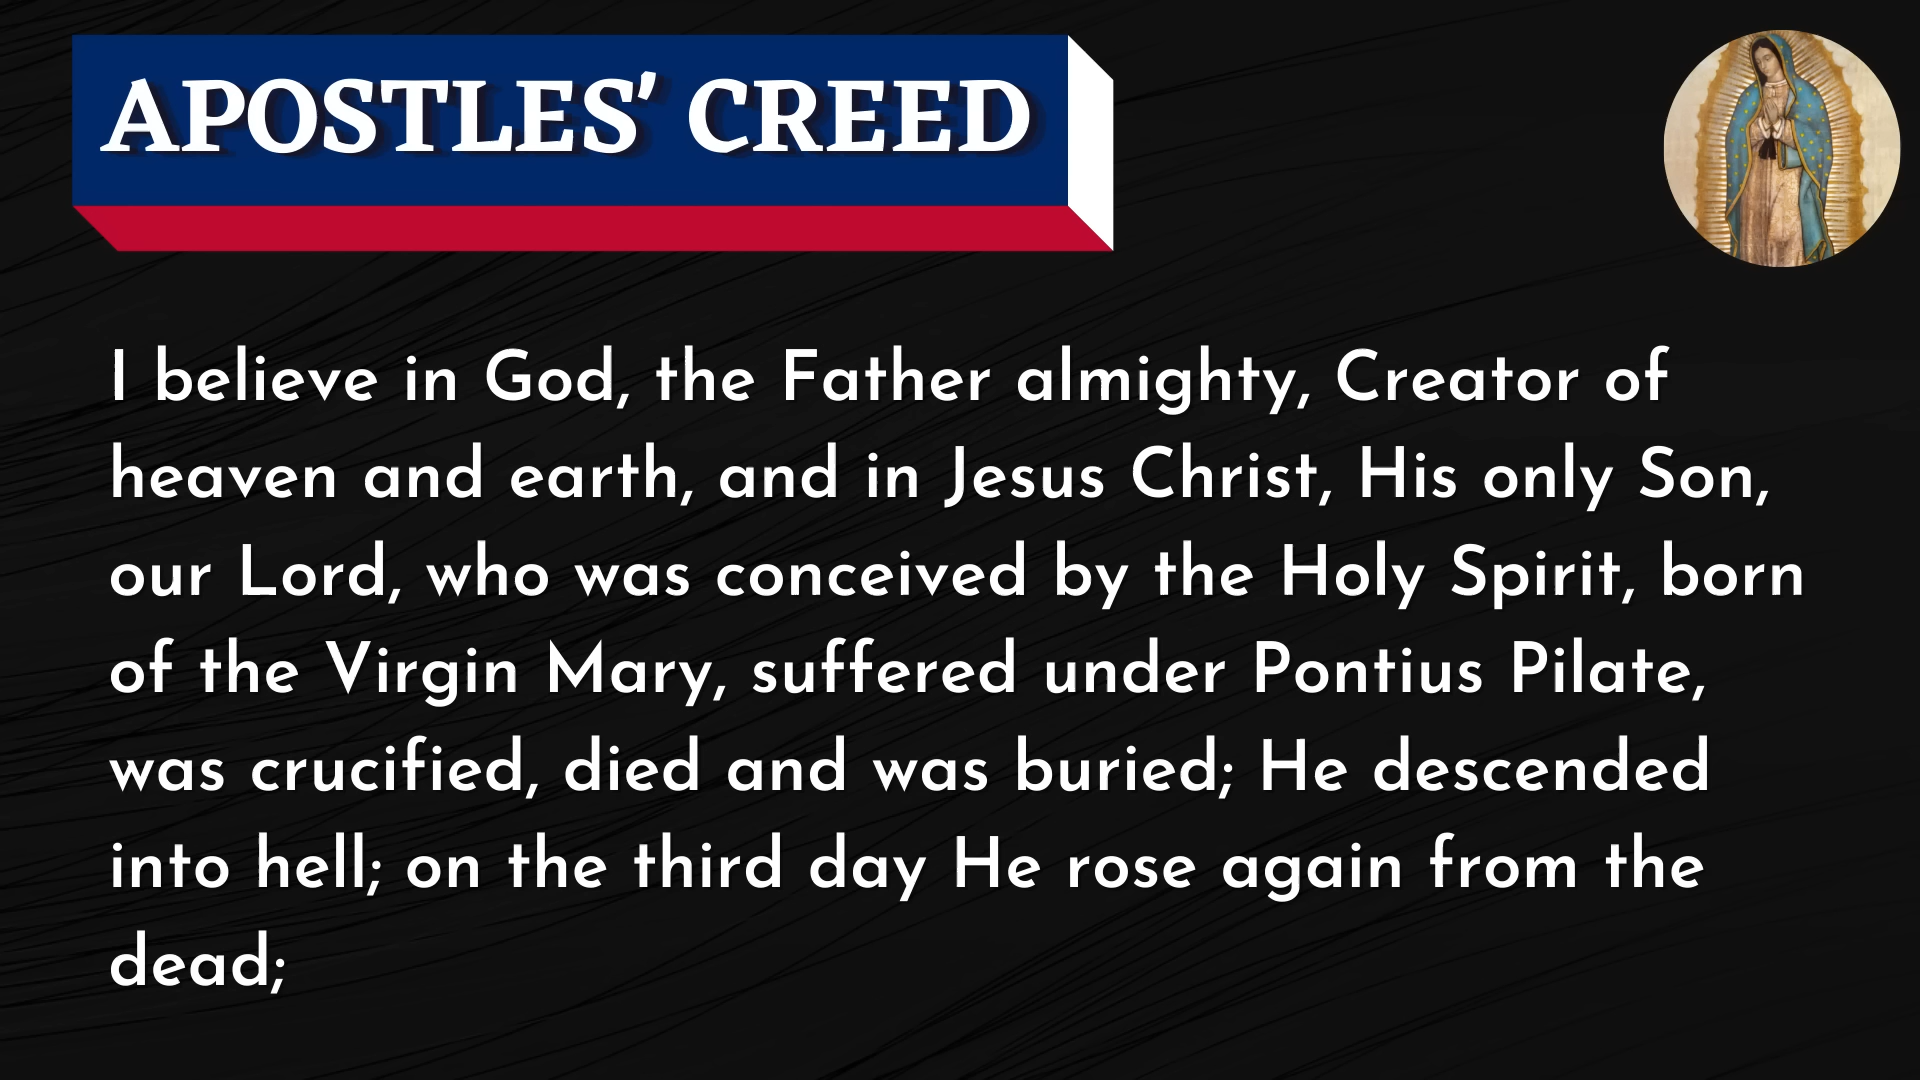 APOSTLES' CREED
I believe in God, the Father almighty, Creator of
heaven and earth, and in Jesus Christ, His only Son,
our Lord, who was conceived by the Holy Spirit, born
of the Virgin Mary, suffered under Pontius Pilate,
was crucified, died and was buried; He descended
into hell; on the third day He rose again from the
dead;